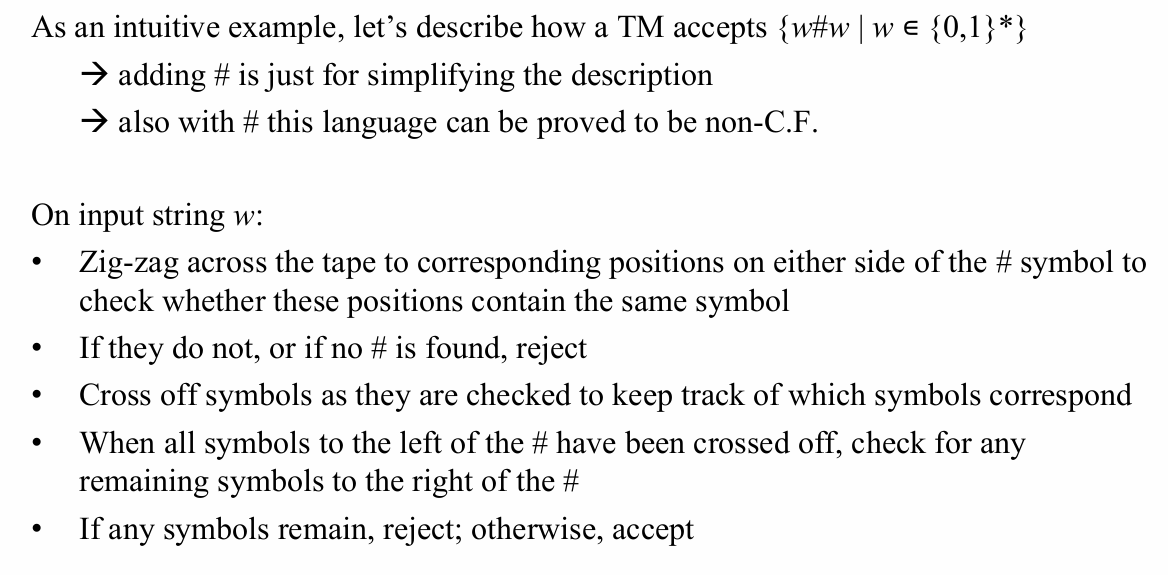 As an intuitive example, let’s describe how a TM accepts {w#w | w ∈ {0,1}*}
→ adding # is just for simplifying the description
→ also with # this language can be proved to be non-C.F.
On input string w:
• Zig-zag across the tape to corresponding positions on either side of the # symbol to
check whether these positions contain the same symbol
• If they do not, or if no # is found, reject
• Cross off symbols as they are checked to keep track of which symbols correspond
• When all symbols to the left of the # have been crossed off, check for any
remaining symbols to the right of the #
• If any symbols remain, reject; otherwise, accept